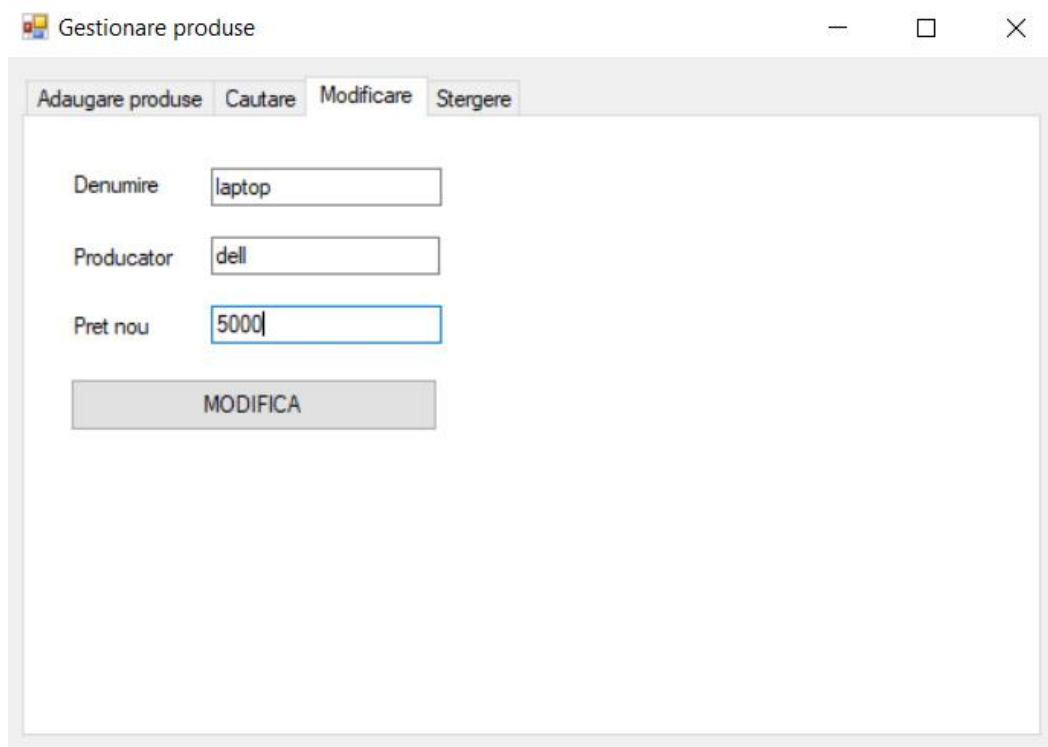 Gestionare produse
Adaugare produse Cautare Modificare Stergere
Denumire laptop
Producator dell
Pret nou 5000
MODIFICA